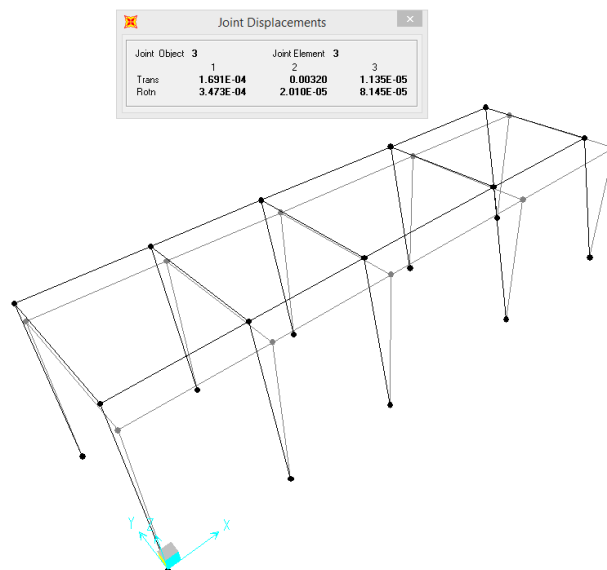 Joint Displacements
Joint Object 3 Joint Element 3
1 2 3
Trans 1.691E-04 0.00320 1.135E-05
Rotn 3.473E-04 2.010E-05 8.145E-05
Y Z X